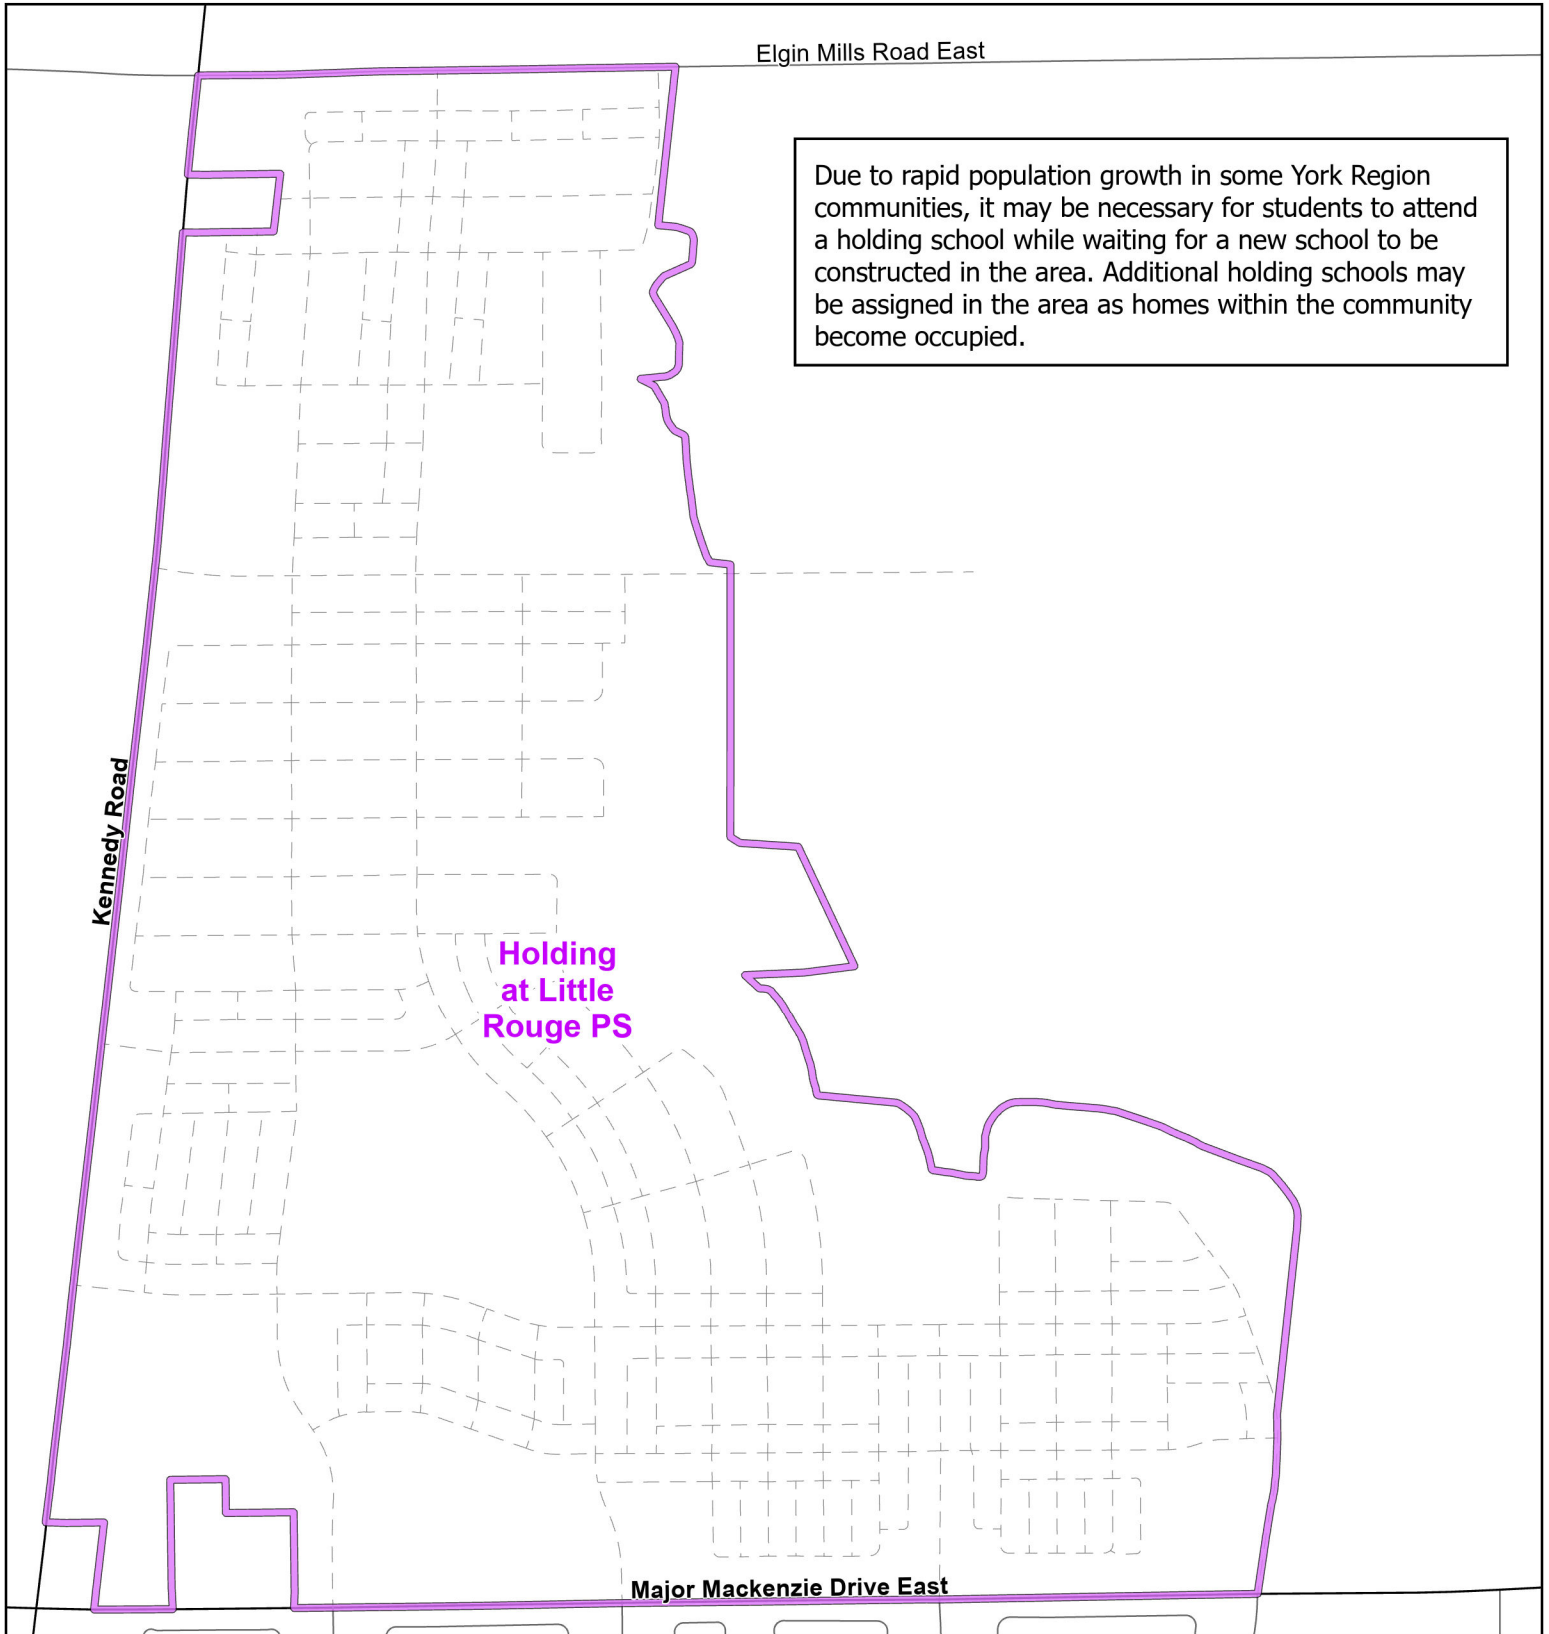 Elgin Mills Road East
Due to rapid population growth in some York Region
communities, it may be necessary for students to attend
a holding school while waiting for a new school to be
constructed in the area. Additional holding schools may
be assigned in the area as homes within the community
become occupied.
Kennedy Road
Holding
at Little
Rouge PS
Major Mackenzie Drive East